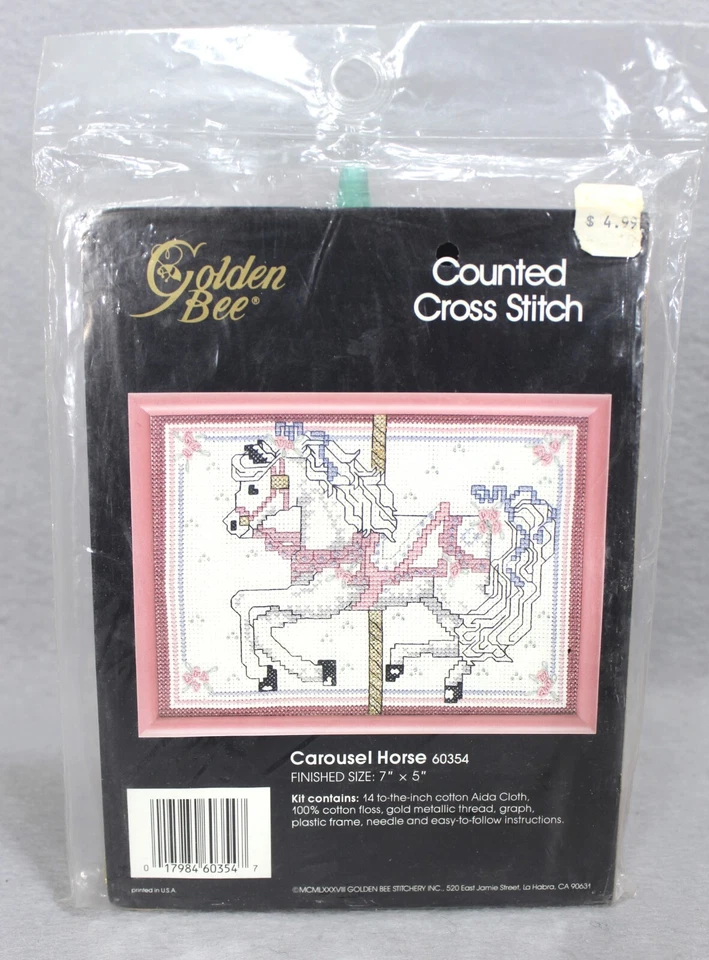 $ 4.99
Golden
Bee®
Counted
Cross Stitch
Carousel Horse 60354
FINISHED SIZE: 7" × 5"
Kit contains: 14 to-the-inch cotton Aida Cloth,
100% cotton floss, gold metallic thread, graph,
plastic frame, needle and easy-to-follow instructions.
0 17984 60354 7
printed in U.S.A.
©MCMLXXXVIII GOLDEN BEE STITCHERY INC., 520 East Jamie Street, La Habra, CA 90631